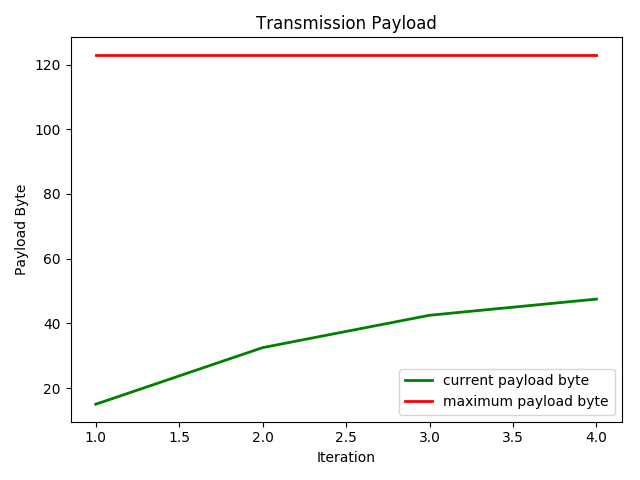 Transmission Payload
Payload Byte
120
100
80
60
40
20
current payload byte
maximum payload byte
1.0 1.5 2.0 2.5 3.0 3.5 4.0
Iteration